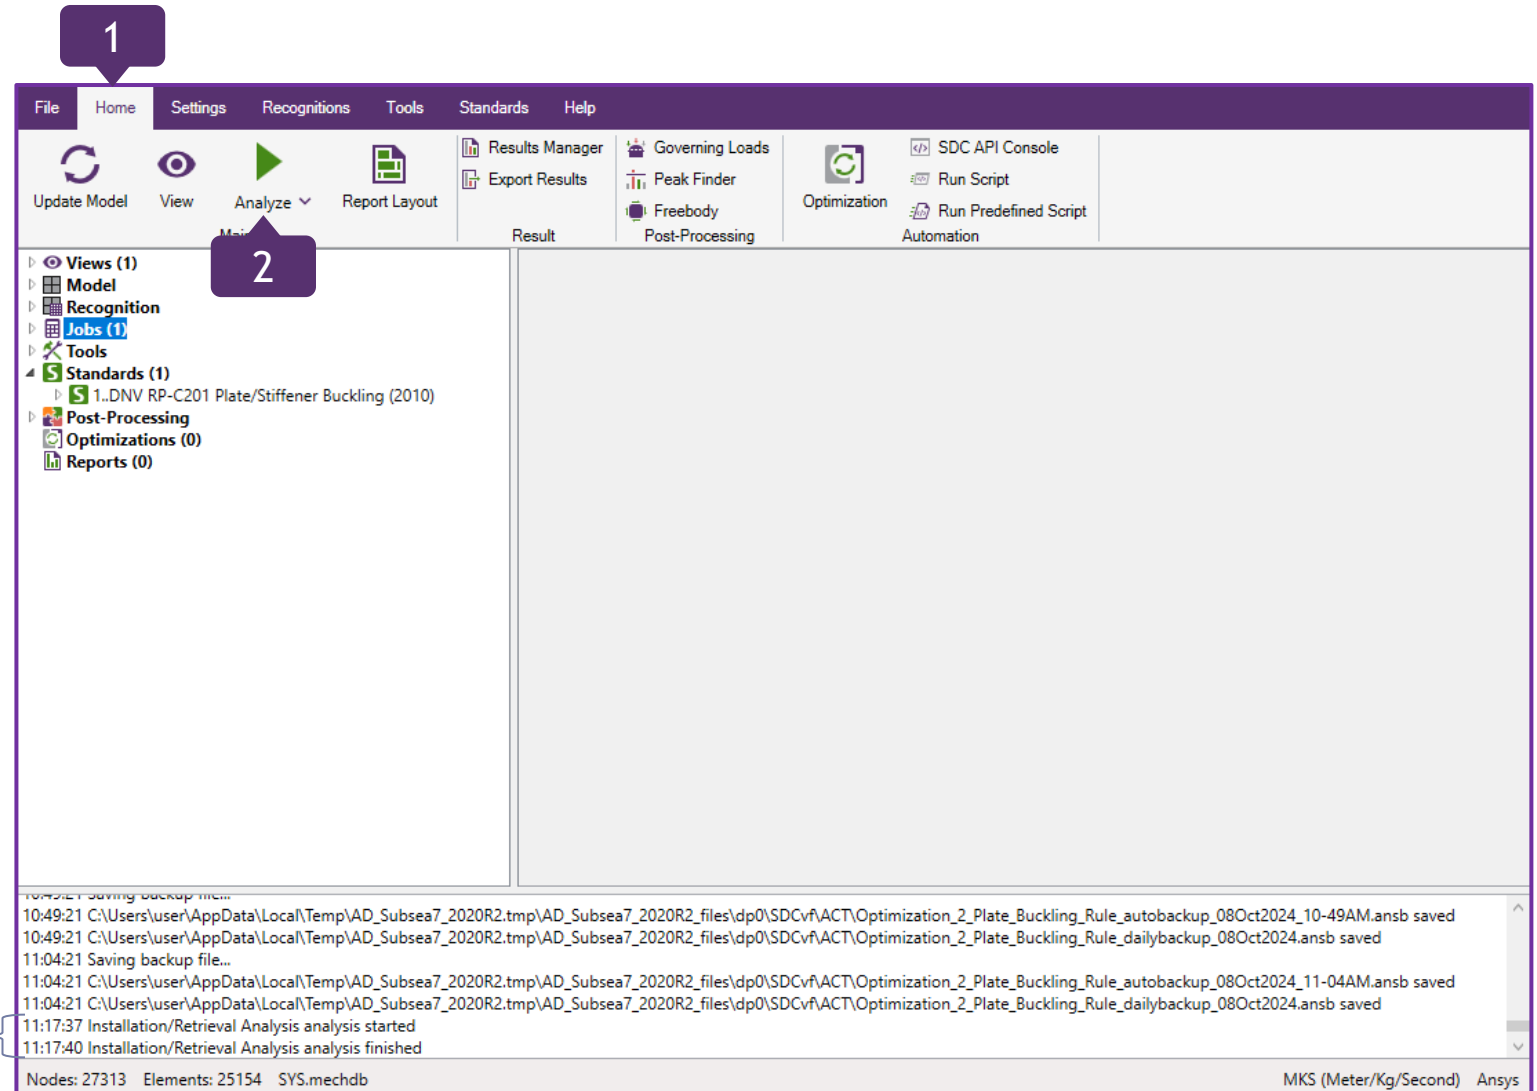 1
File Home Settings Recognitions Tools Standards Help
Update Model View Analyze Report Layout
Results Manager
Export Results
Result
Governing Loads
Peak Finder
Freebody
Post-Processing
Optimization
SDC API Console
Run Script
Run Predefined Script
Automation
2
Views (1)
Model
Recognition
Jobs (1)
Tools
Standards (1)
1..DNV RP-C201 Plate/Stiffener Buckling (2010)
Post-Processing
Optimizations (0)
Reports (0)
10:49:21 Saving backup file...
10:49:21 C:\Users\user\AppData\Local\Temp\AD_Subsea7_2020R2.tmp\AD_Subsea7_2020R2_files\dp0\SDCvf\ACT\Optimization_2_Plate_Buckling_Rule_autobackup_08Oct2024_10-49AM.ansb saved
10:49:21 C:\Users\user\AppData\Local\Temp\AD_Subsea7_2020R2.tmp\AD_Subsea7_2020R2_files\dp0\SDCvf\ACT\Optimization_2_Plate_Buckling_Rule_dailybackup_08Oct2024.ansb saved
11:04:21 Saving backup file...
11:04:21 C:\Users\user\AppData\Local\Temp\AD_Subsea7_2020R2.tmp\AD_Subsea7_2020R2_files\dp0\SDCvf\ACT\Optimization_2_Plate_Buckling_Rule_autobackup_08Oct2024_11-04AM.ansb saved
11:04:21 C:\Users\user\AppData\Local\Temp\AD_Subsea7_2020R2.tmp\AD_Subsea7_2020R2_files\dp0\SDCvf\ACT\Optimization_2_Plate_Buckling_Rule_dailybackup_08Oct2024.ansb saved
11:17:37 Installation/Retrieval Analysis analysis started
11:17:40 Installation/Retrieval Analysis analysis finished
Nodes: 27313 Elements: 25154 SYS.mechdb MKS (Meter/Kg/Second) Ansys